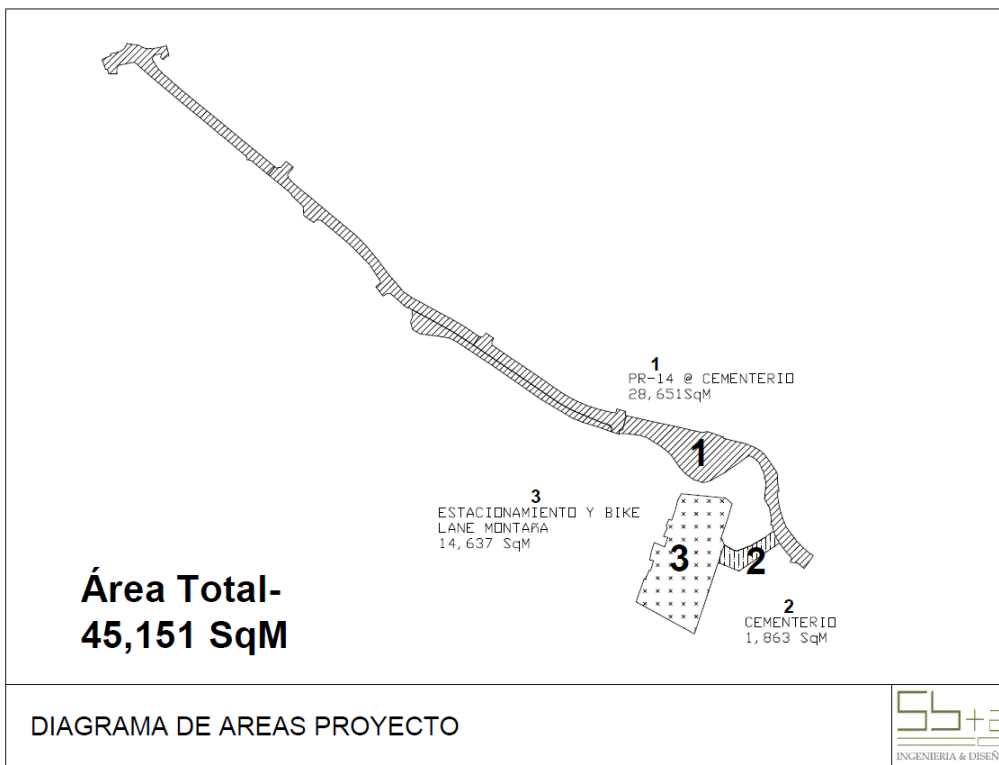 1
PR-14 @ CEMENTERIO
28,651SqM
1
3
ESTACIONAMIENTO Y BIKE
LANE MONTAÑA
14,637 SqM
3
2
2
CEMENTERIO
1,863 SqM
Área Total-
45,151 SqM
DIAGRAMA DE AREAS PROYECTO
INGENIERIA & DISEÑ